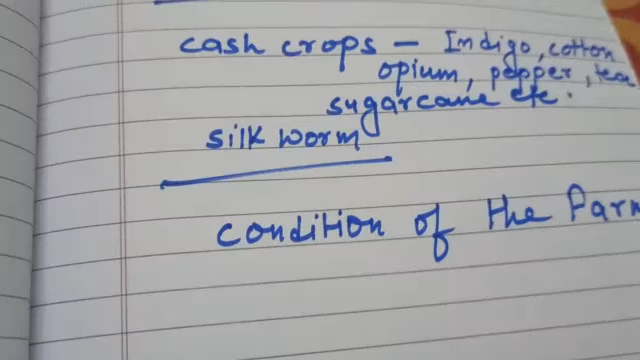 cash crops - Indigo, cotton
opium, pepper, tea
sugarcane etc.
silk worm
condition of the